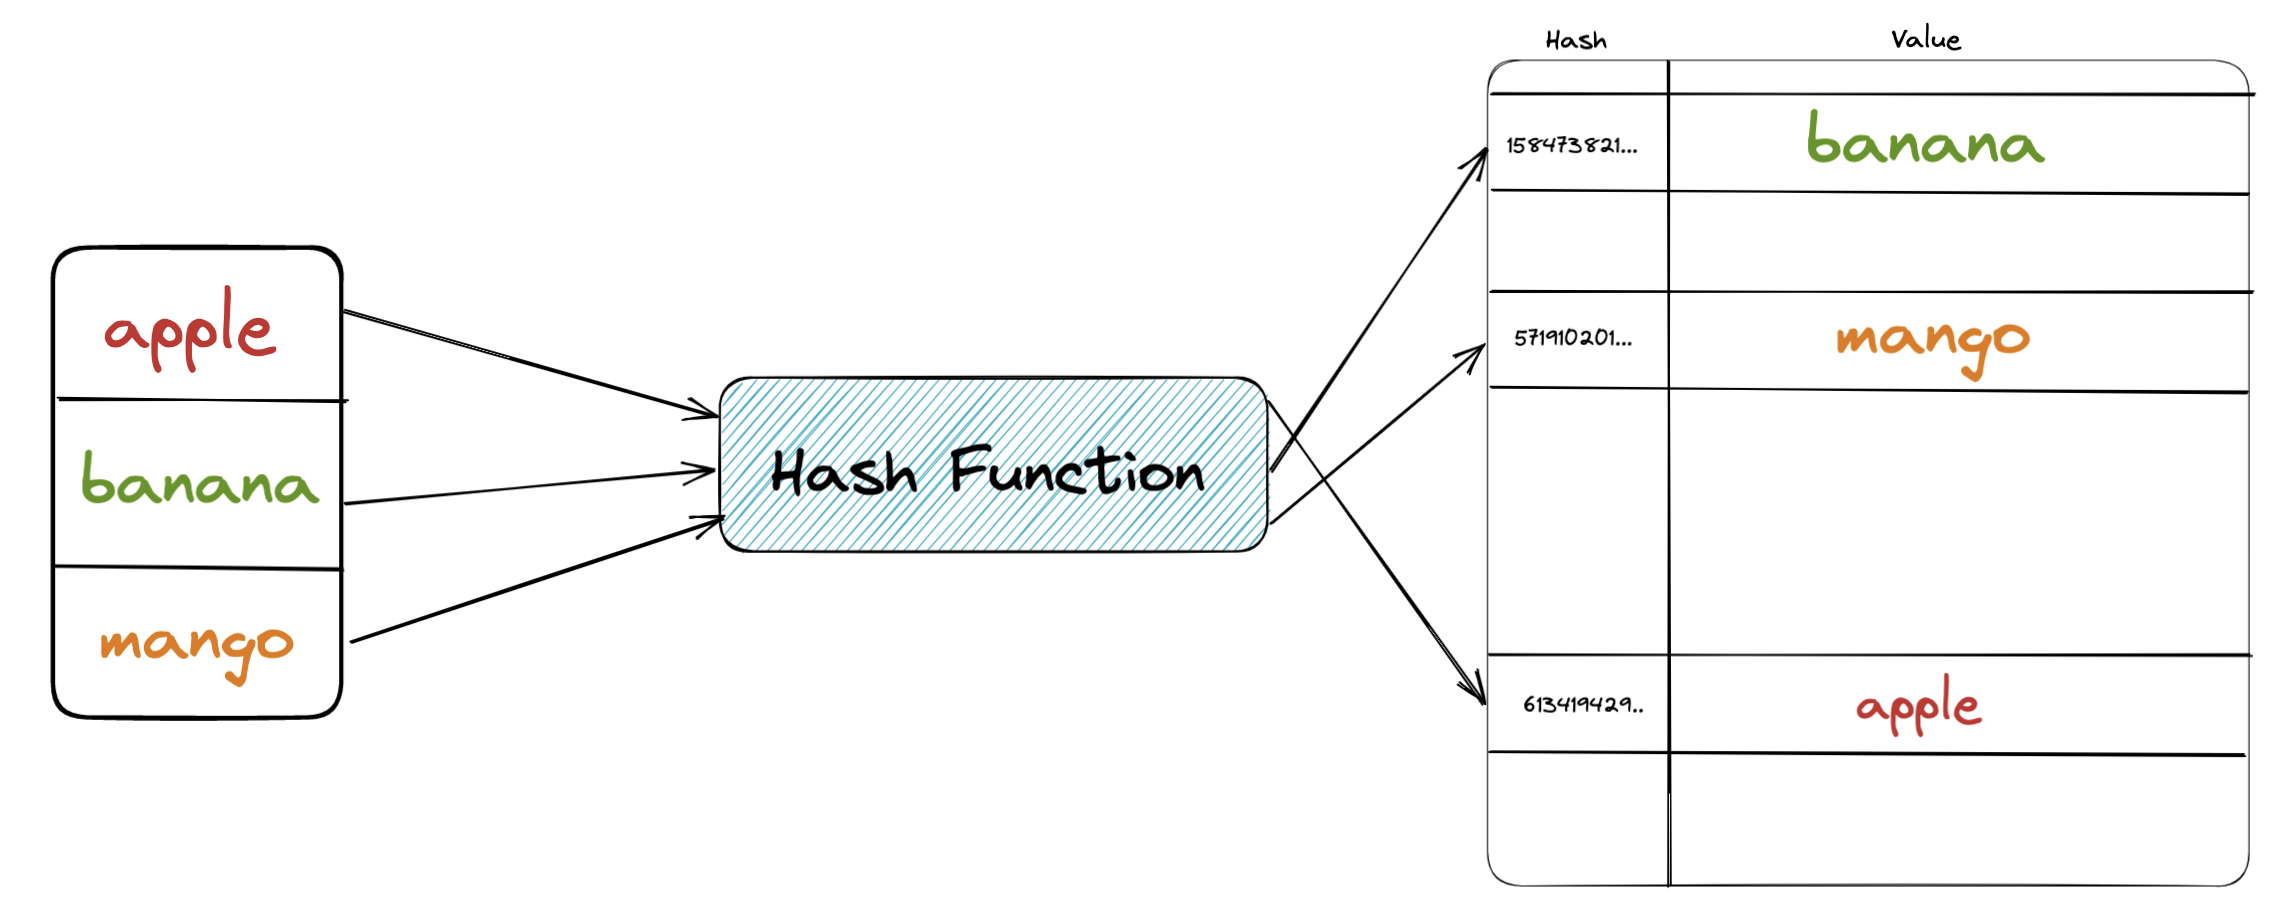 apple
banana
mango
Hash Function
Hash Value
158473821... banana
571910201... mango
613419429.. apple